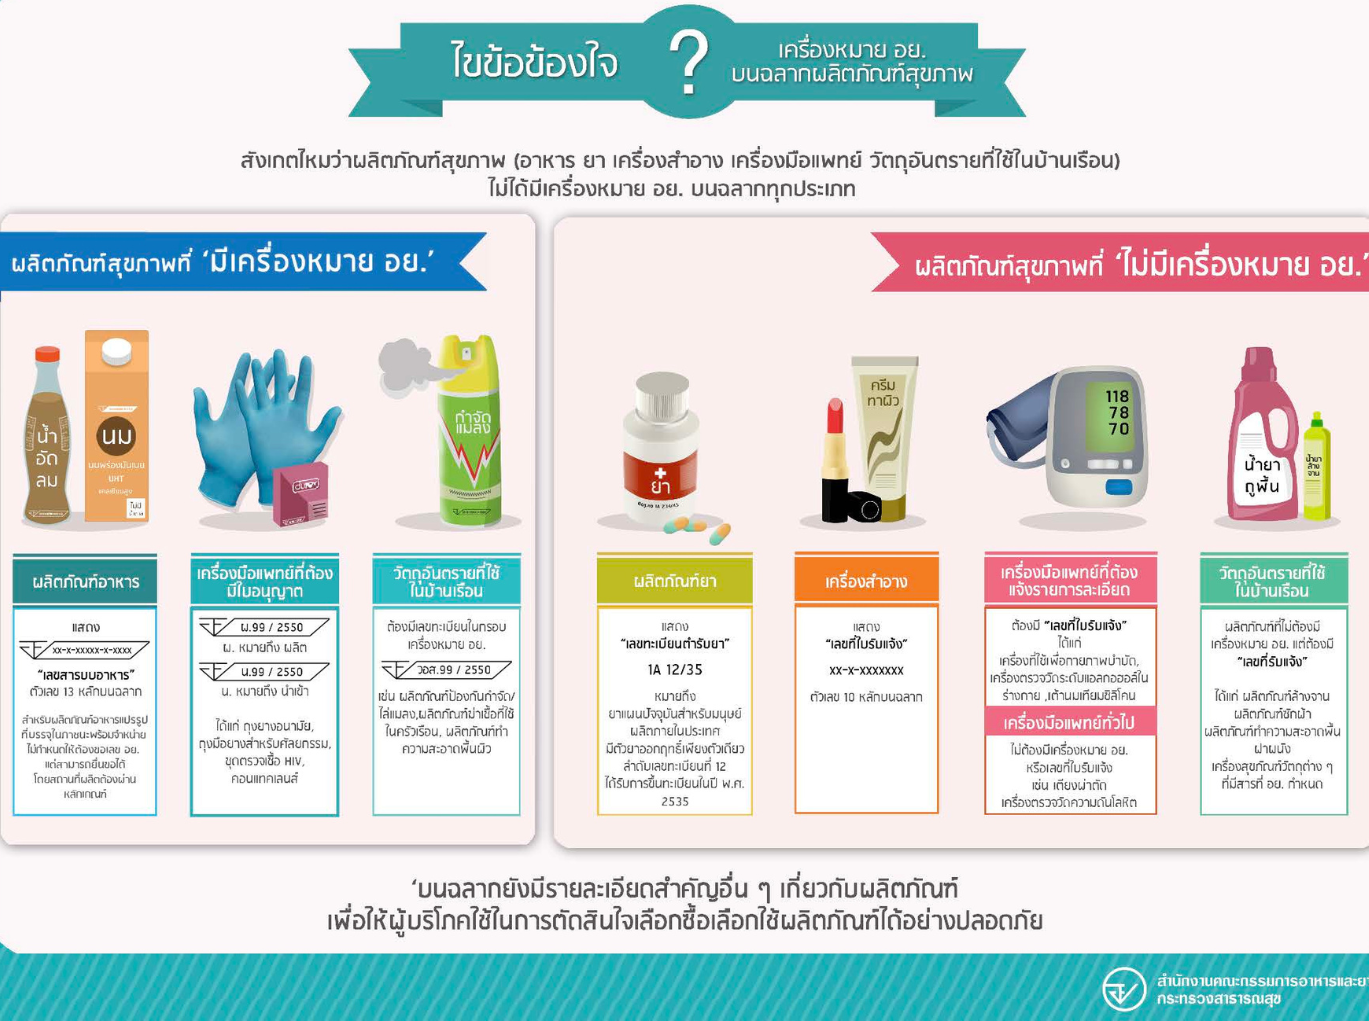 ไขข้อข้องใจ
?
เครื่องหมาย อย.
บนฉลากผลิตภัณฑ์สุขภาพ
สังเกตไหมว่าผลิตภัณฑ์สุขภาพ (อาหาร ยา เครื่องสำอาง เครื่องมือแพทย์ วัตถุอันตรายที่ใช้ในบ้านเรือน)
ไม่ได้มีเครื่องหมาย อย. บนฉลากทุกประเภท
ผลิตภัณฑ์สุขภาพที่ ‘มีเครื่องหมาย อย.’
น้ำ
อัด
ลม
นม
นมพร่องมันเนย
UHT
กำจัด
แมลง
ผลิตภัณฑ์อาหาร
แสดง
xx-x-xxxxx-x-xxxx
“เลขสารบบอาหาร”
ตัวเลข 13 หลักบนฉลาก
สำหรับผลิตภัณฑ์อาหารแปรรูป
ที่บรรจุในภาชนะพร้อมจำหน่าย
ไม่กำหนดให้ต้องขอเลข อย.
แต่สามารถยื่นขอได้
โดยสถานที่ผลิตต้องผ่าน
หลักเกณฑ์
เครื่องมือแพทย์ที่ต้อง
มีใบอนุญาต
ผ.99 / 2550
ผ. หมายถึง ผลิต
น.99 / 2550
น. หมายถึง นำเข้า
ได้แก่ ถุงยางอนามัย,
ถุงมือยางสำหรับศัลยกรรม,
ชุดตรวจเชื้อ HIV,
คอนแทคเลนส์
วัตถุอันตรายที่ใช้
ในบ้านเรือน
ต้องมีเลขทะเบียนในกรอบ
เครื่องหมาย อย.
วอส.99 / 2550
เช่น ผลิตภัณฑ์ป้องกันกำจัด/
ไล่แมลง,ผลิตภัณฑ์ฆ่าเชื้อที่ใช้
ในครัวเรือน, ผลิตภัณฑ์ทำ
ความสะอาดพื้นผิว
ผลิตภัณฑ์สุขภาพที่ ‘ไม่มีเครื่องหมาย อย.’
ยา
ครีม
ทาผิว
118
78
70
น้ำยา
ถูพื้น
น้ำยา
ล้าง
จาน
ผลิตภัณฑ์ยา
แสดง
“เลขทะเบียนตำรับยา”
1A 12/35
หมายถึง
ยาแผนปัจจุบันสำหรับมนุษย์
ผลิตภายในประเทศ
มีตัวยาออกฤทธิ์เพียงตัวเดียว
ลำดับเลขทะเบียนที่ 12
ได้รับการขึ้นทะเบียนในปี พ.ศ.
2535
เครื่องสำอาง
แสดง
“เลขที่ใบรับแจ้ง”
xx-x-xxxxxxx
ตัวเลข 10 หลักบนฉลาก
เครื่องมือแพทย์ที่ต้อง
แจ้งรายการละเอียด
ต้องมี “เลขที่ใบรับแจ้ง”
ได้แก่
เครื่องที่ใช้เพื่อกายภาพบำบัด,
เครื่องตรวจวัดระดับแอลกอฮอล์ใน
ร่างกาย ,เต้านมเทียมซิลิโคน
เครื่องมือแพทย์ทั่วไป
ไม่ต้องมีเครื่องหมาย อย.
หรือเลขที่ใบรับแจ้ง
เช่น เตียงผ่าตัด
เครื่องตรวจวัดความดันโลหิต
วัตถุอันตรายที่ใช้
ในบ้านเรือน
ผลิตภัณฑ์ที่ไม่ต้องมี
เครื่องหมาย อย. แต่ต้องมี
“เลขที่รับแจ้ง”
ได้แก่ ผลิตภัณฑ์ล้างจาน
ผลิตภัณฑ์ซักผ้า
ผลิตภัณฑ์ทำความสะอาดพื้น
ฝาผนัง
เครื่องสุขภัณฑ์วัตถุต่าง ๆ
ที่มีสารที่ อย. กำหนด
‘บนฉลากยังมีรายละเอียดสำคัญอื่น ๆ เกี่ยวกับผลิตภัณฑ์
เพื่อให้ผู้บริโภคใช้ในการตัดสินใจเลือกซื้อเลือกใช้ผลิตภัณฑ์ได้อย่างปลอดภัย
สำนักงานคณะกรรมการอาหารและยา
กระทรวงสาธารณสุข